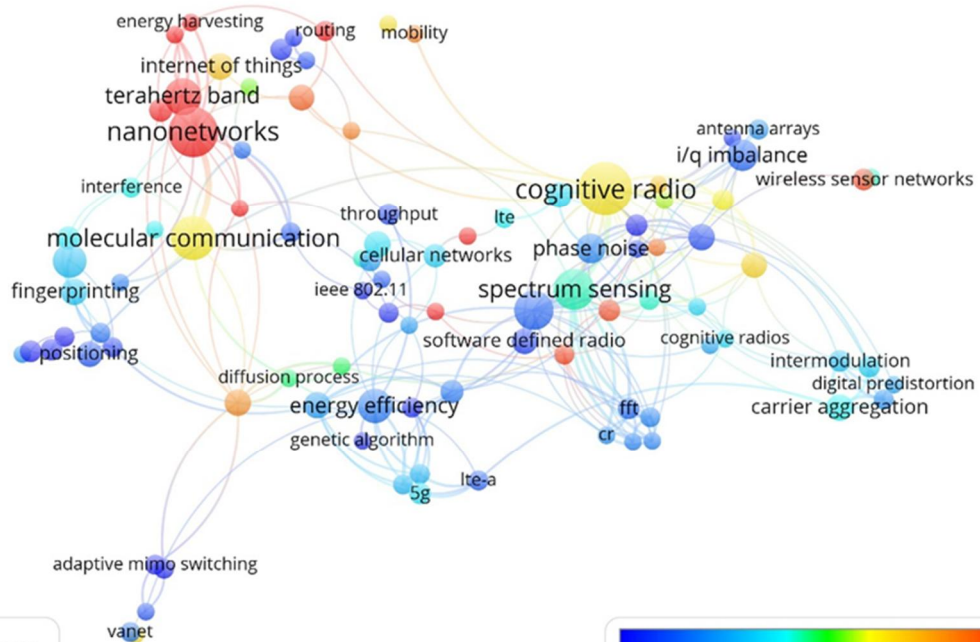 energy harvesting
routing
mobility
internet of things
terahertz band
nanonetworks
antenna arrays
i/q imbalance
wireless sensor networks
interference
cognitive radio
throughput
lte
molecular communication
cellular networks
phase noise
fingerprinting
ieee 802.11
spectrum sensing
positioning
software defined radio
cognitive radios
intermodulation
diffusion process
digital predistortion
energy efficiency
fft
carrier aggregation
genetic algorithm
cr
5g
lte-a
adaptive mimo switching
vanet